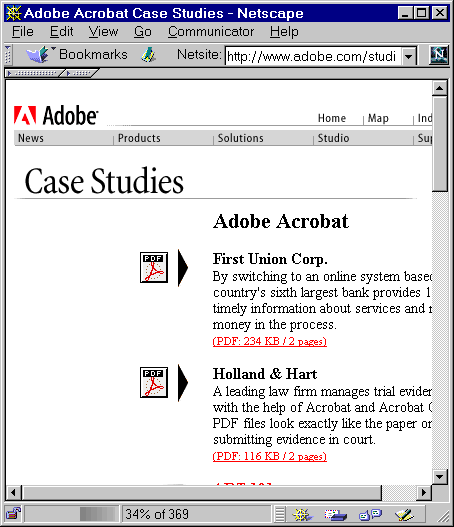 Adobe Acrobat Case Studies - Netscape
File Edit View Go Communicator Help
Bookmarks Netsite: http://www.adobe.com/studi
Adobe
Home Map Ind
News Products Solutions Studio Sup
Case Studies
Adobe Acrobat
PDF
First Union Corp.
By switching to an online system based
country's sixth largest bank provides 1
timely information about services and
money in the process.
(PDF: 234 KB / 2 pages)
PDF
Holland & Hart
A leading law firm manages trial eviden
with the help of Acrobat and Acrobat
PDF files look exactly like the paper or
submitting evidence in court.
(PDF: 116 KB / 2 pages)
34% of 369